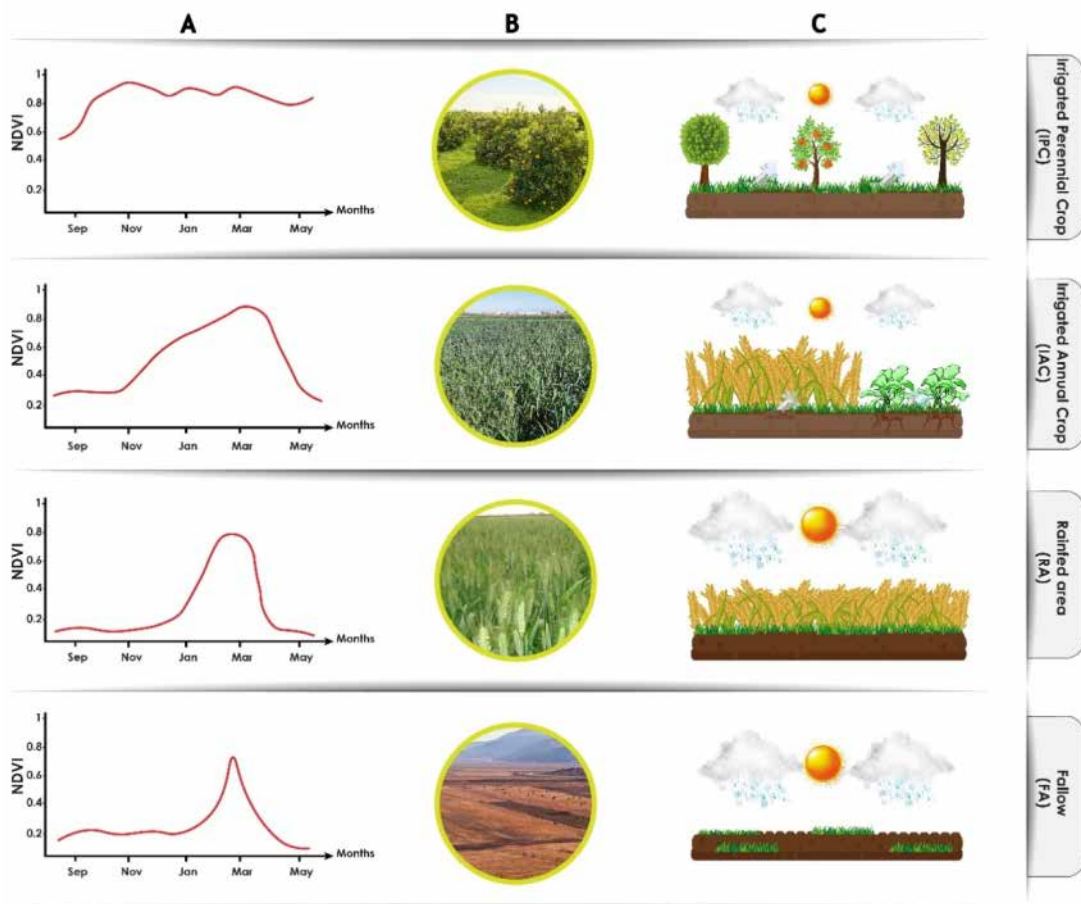 A B C
1
0.8
0.6
0.4
0.2
NDVI
Sep Nov Jan Mar May
Months
Irrigated Perennial Crop
(IPC)
1
0.8
0.6
0.4
0.2
NDVI
Sep Nov Jan Mar May
Months
Irrigated Annual Crop
(IAC)
1
0.8
0.6
0.4
0.2
NDVI
Sep Nov Jan Mar May
Months
Rainfed area
(RA)
1
0.8
0.6
0.4
0.2
NDVI
Sep Nov Jan Mar May
Months
Fallow
(FA)